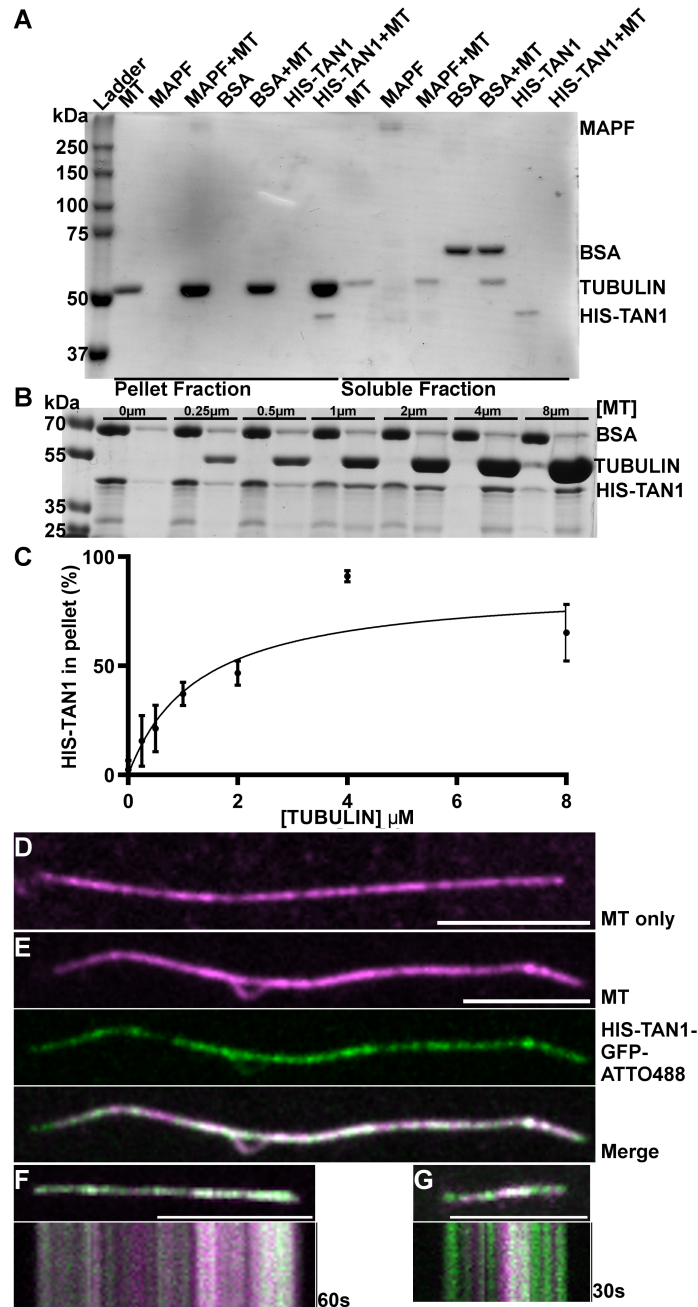 A
Ladder
MT
MAPF
MAPF+MT
BSA
BSA+MT
HIS-TAN1
HIS-TAN1+MT
MT
MAPF
MAPF+MT
BSA
BSA+MT
HIS-TAN1
HIS-TAN1+MT
kDa
MAPF
250
150
100
75
BSA
TUBULIN
50
HIS-TAN1
37
Pellet Fraction Soluble Fraction
B
kDa
0µm 0.25µm 0.5µm 1µm 2µm 4µm 8µm [MT]
70
BSA
55
TUBULIN
HIS-TAN1
35
25
C
HIS-TAN1 in pellet (%)
100
50
0
0 2 4 6 8
[TUBULIN] µM
D
MT only
E
MT
HIS-TAN1-
GFP-
ATTO488
Merge
F G
30s
60s